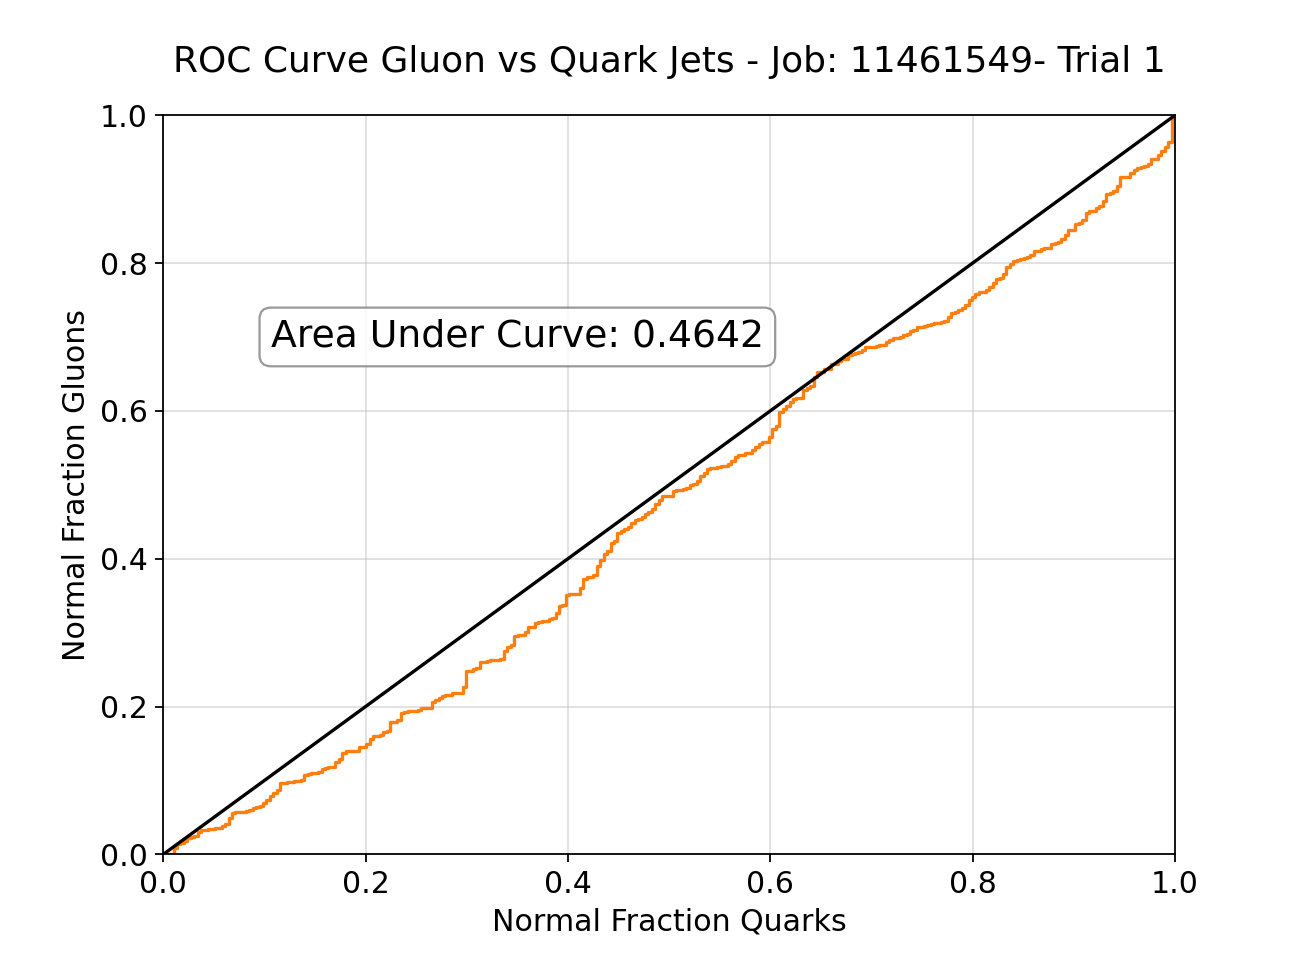 ROC Curve Gluon vs Quark Jets - Job: 11461549- Trial 1
1.0
0.8
0.6
0.4
0.2
0.0
Normal Fraction Gluons
Area Under Curve: 0.4642
0.0 0.2 0.4 0.6 0.8 1.0
Normal Fraction Quarks